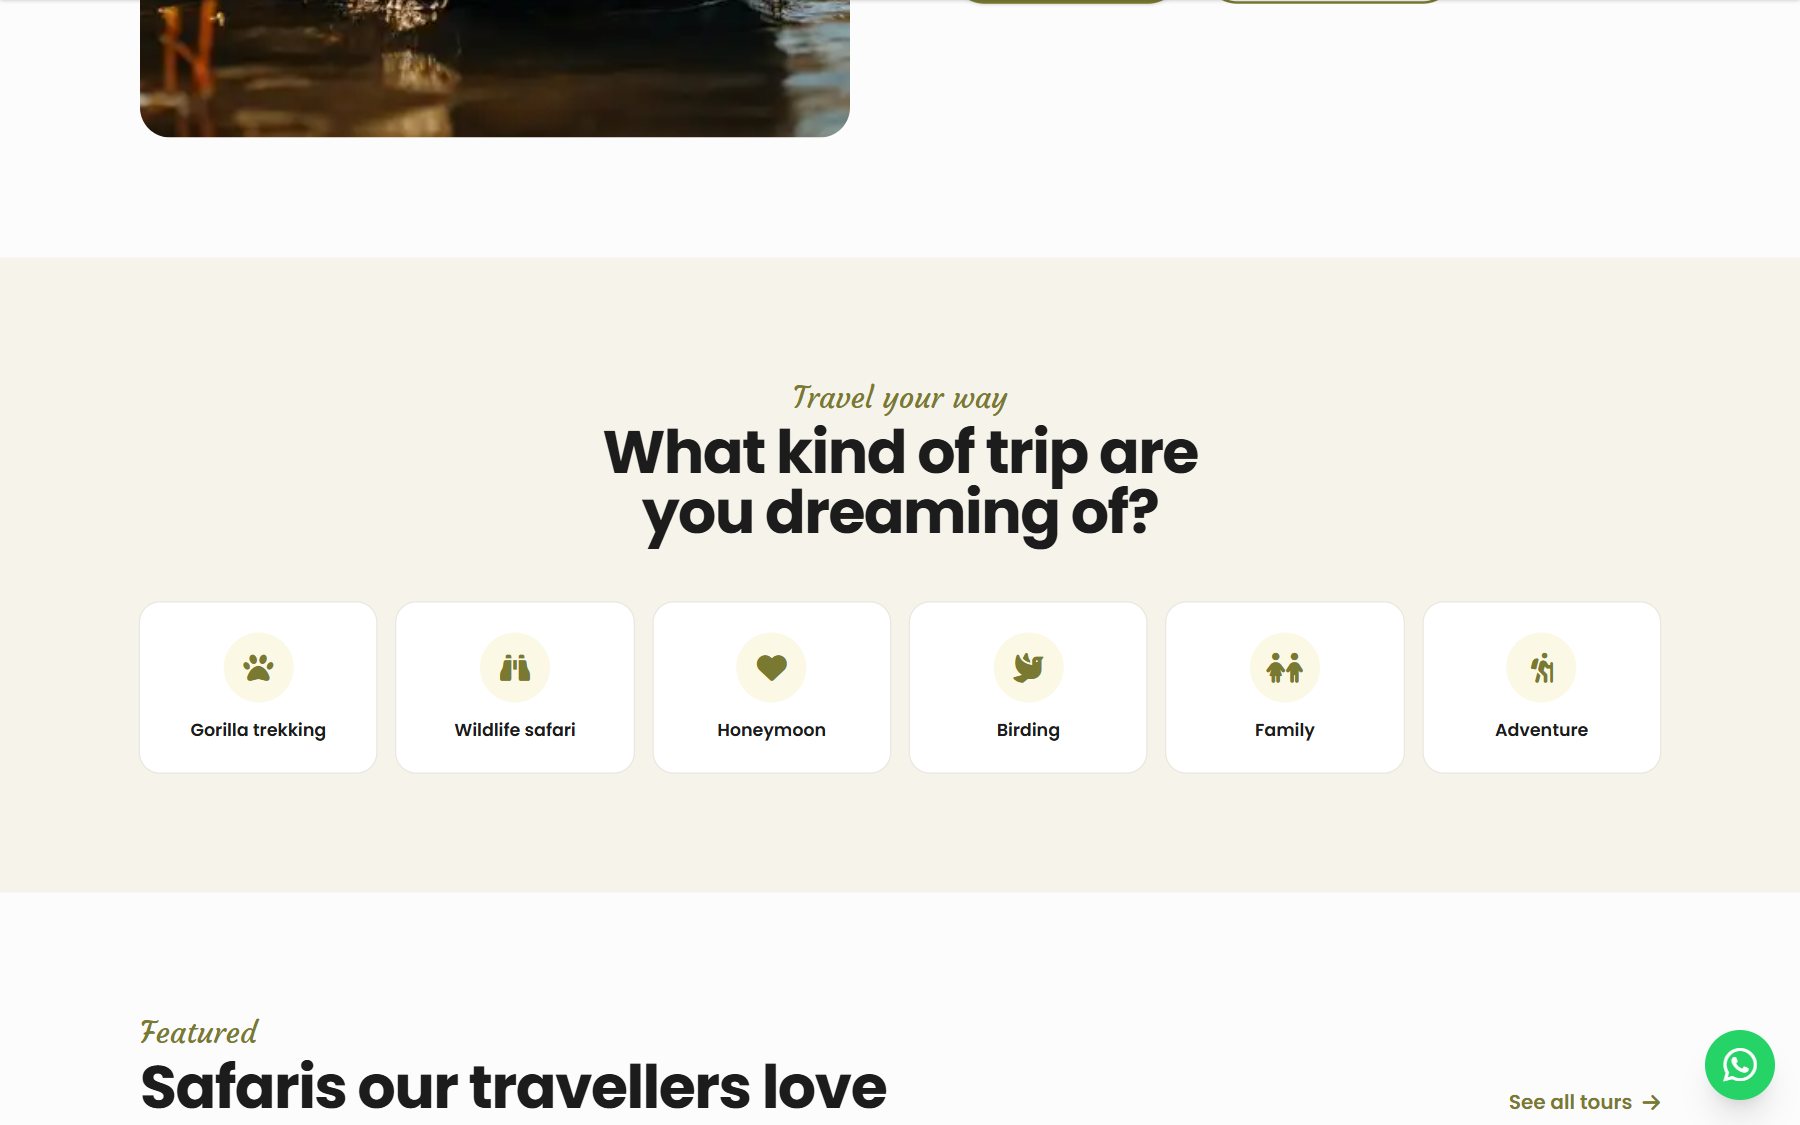 Travel your way
What kind of trip are
you dreaming of?
Gorilla trekking
Wildlife safari
Honeymoon
Birding
Family
Adventure
Featured
Safaris our travellers love
See all tours